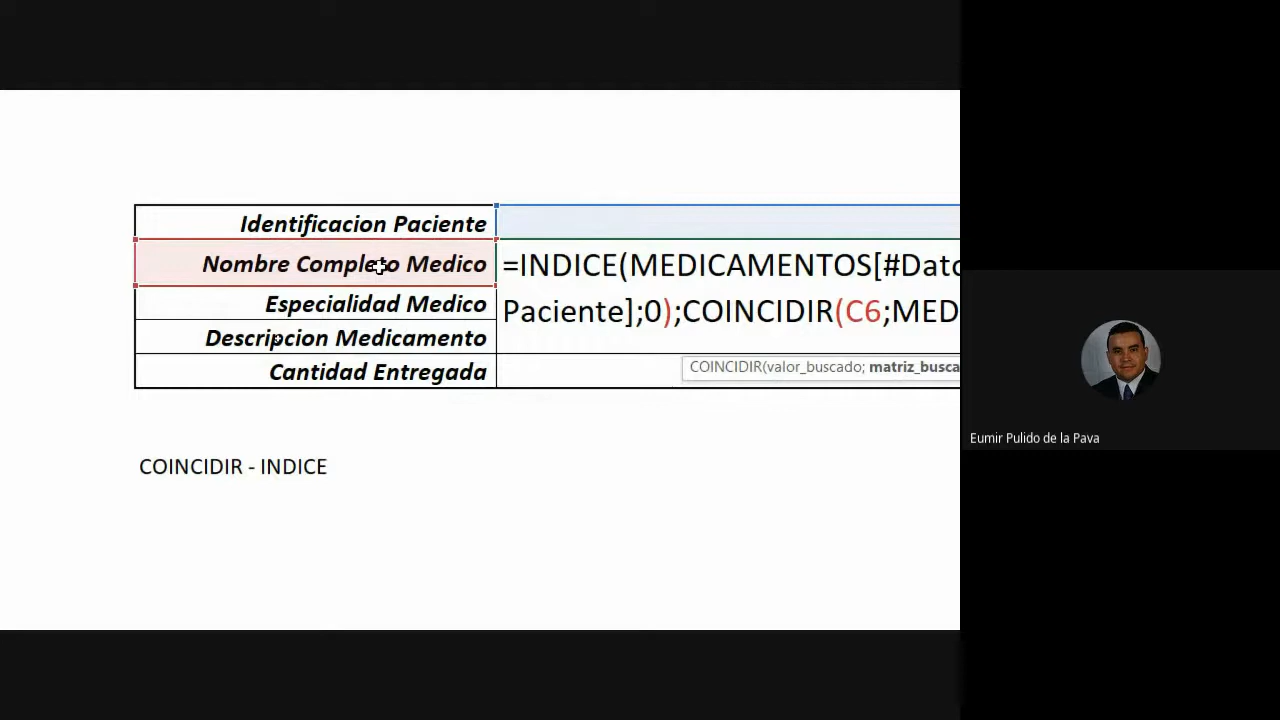 Identificacion Paciente
Nombre Completo Medico
=INDICE(MEDICAMENTOS[#Dato
Especialidad Medico
Paciente];0);COINCIDIR(C6;MED
Descripcion Medicamento
COINCIDIR(valor_buscado; matriz_busca
Cantidad Entregada
COINCIDIR - INDICE
Eumir Pulido de la Pava